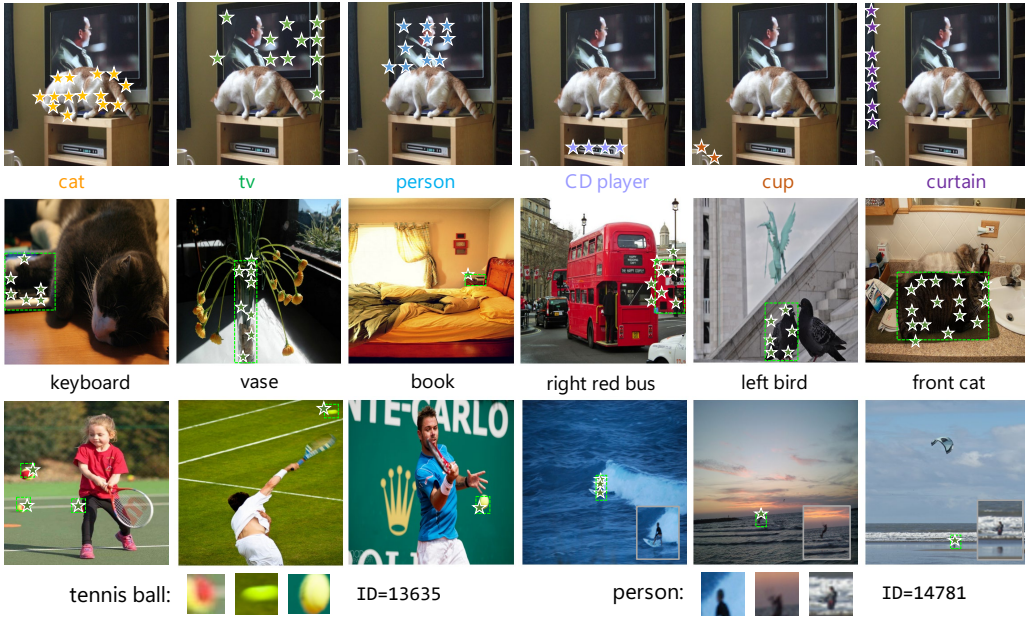 cat
tv
person
CD player
cup
curtain
keyboard
vase
book
right red bus
left bird
front cat
NTE-CARLO
ROL
tennis ball:
ID=13635
person:
ID=14781